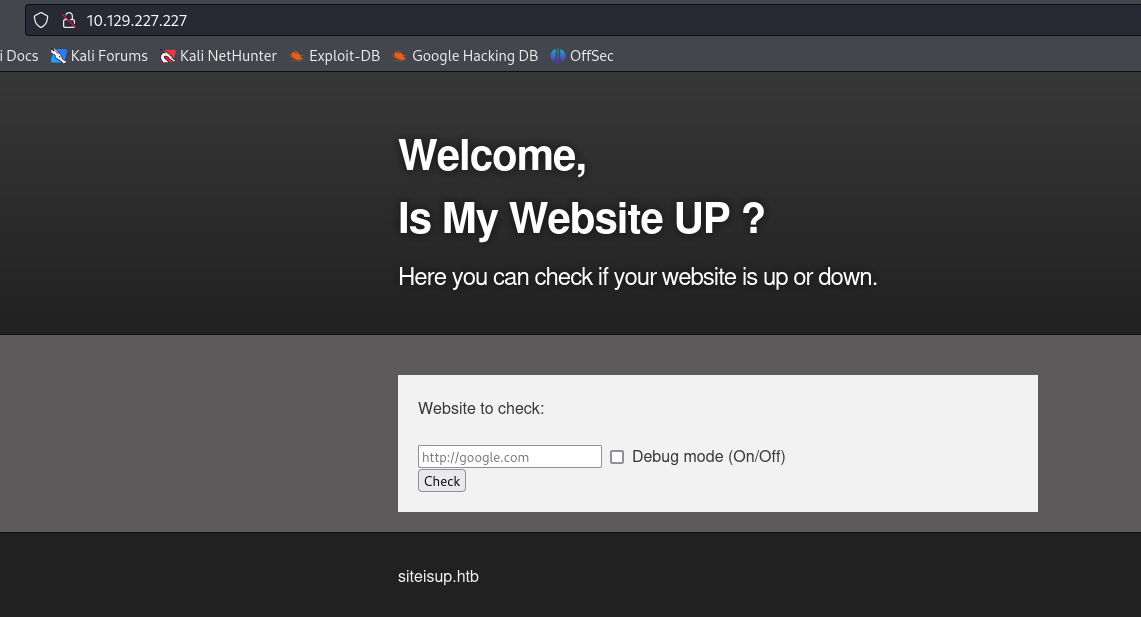 10.129.227.227
i Docs Kali Forums Kali NetHunter Exploit-DB Google Hacking DB OffSec
Welcome,
Is My Website UP ?
Here you can check if your website is up or down.
Website to check:
http://google.com Debug mode (On/Off)
Check
siteisup.htb